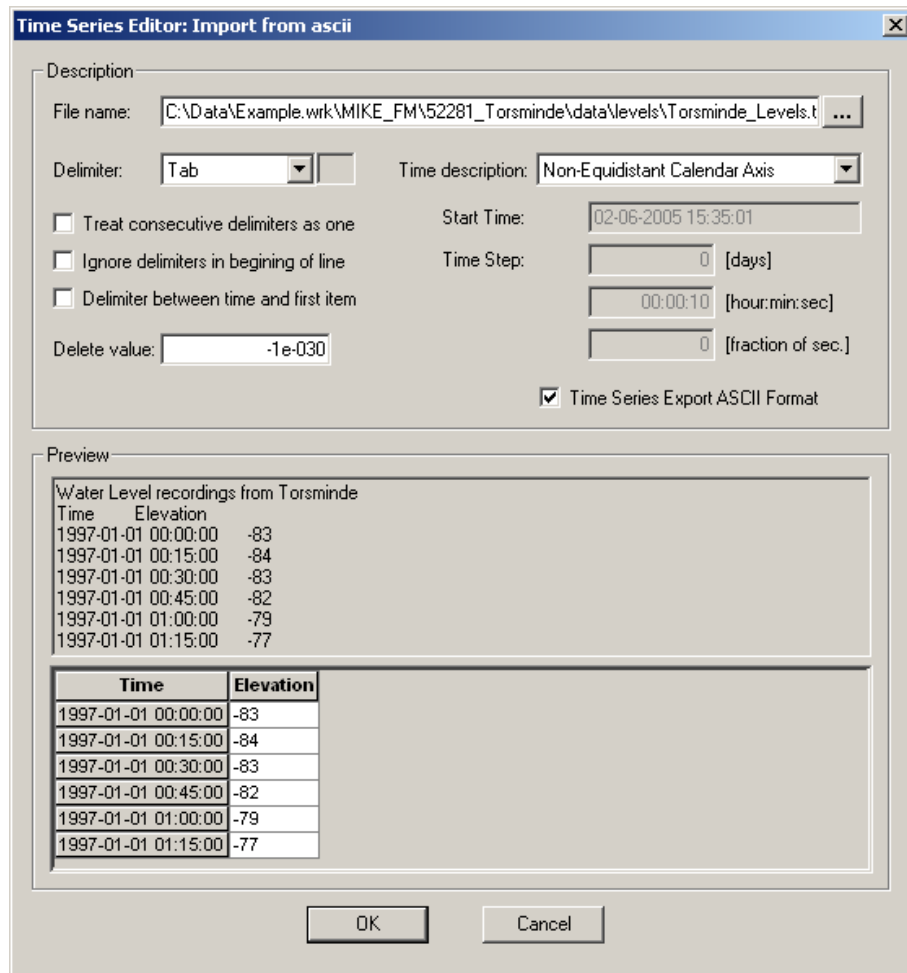 Time Series Editor: Import from ascii
Description
File name: C:\Data\Example.wrk\MIKE_FM\52281_Torsminde\data\levels\Torsminde_Levels.t ...
Delimiter: Tab Time description: Non-Equidistant Calendar Axis
Treat consecutive delimiters as one Start Time: 02-06-2005 15:35:01
Ignore delimiters in begining of line Time Step: 0 [days]
Delimiter between time and first item 00:00:10 [hour:min:sec]
Delete value: -1e-030 0 [fraction of sec.]
Time Series Export ASCII Format
Preview
Water Level recordings from Torsminde
Time Elevation
1997-01-01 00:00:00 -83
1997-01-01 00:15:00 -84
1997-01-01 00:30:00 -83
1997-01-01 00:45:00 -82
1997-01-01 01:00:00 -79
1997-01-01 01:15:00 -77
Time Elevation
1997-01-01 00:00:00 -83
1997-01-01 00:15:00 -84
1997-01-01 00:30:00 -83
1997-01-01 00:45:00 -82
1997-01-01 01:00:00 -79
1997-01-01 01:15:00 -77
OK Cancel